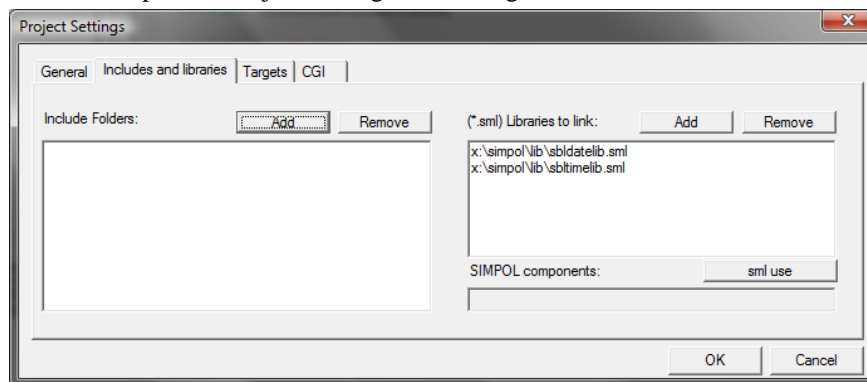 Project Settings
General Includes and libraries Targets CGI
Include Folders: Add Remove
(*.sml) Libraries to link: Add Remove
x:\simpol\lib\sbldatelib.sml
x:\simpol\lib\sbltimelib.sml
SIMPOL components: sml use
OK Cancel